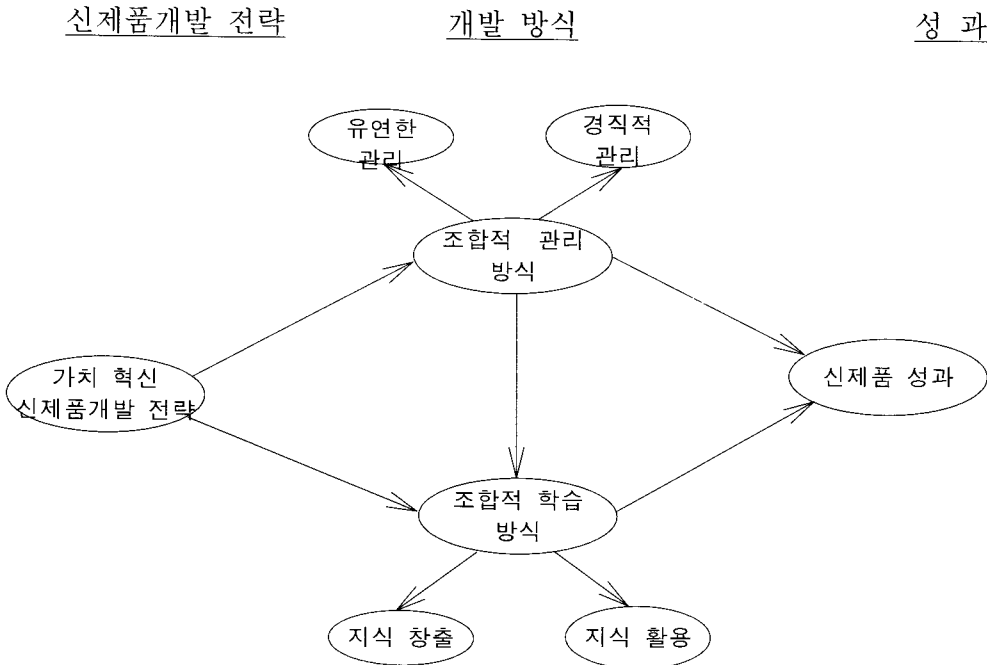 신제품개발 전략
개발 방식
성 과
유연한
관리
경직적
관리
조합적 관리
방식
가치 혁신
신제품개발 전략
신제품 성과
조합적 학습
방식
지식 창출
지식 활용